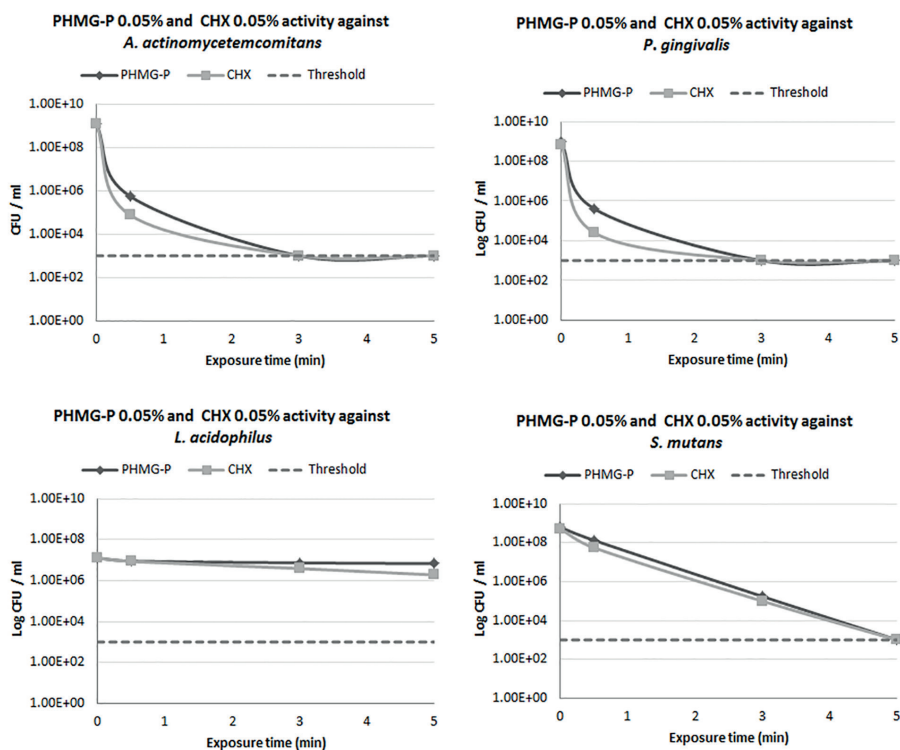 PHMG-P 0.05% and CHX 0.05% activity against
A. actinomycetemcomitans
PHMG-P CHX Threshold
1.00E+10
1.00E+08
1.00E+06
1.00E+04
1.00E+02
1.00E+00
CFU / ml
0 1 2 3 4 5
Exposure time (min)
PHMG-P 0.05% and CHX 0.05% activity against
P. gingivalis
PHMG-P CHX Threshold
1.00E+10
1.00E+08
1.00E+06
1.00E+04
1.00E+02
1.00E+00
Log CFU / ml
0 1 2 3 4 5
Exposure time (min)
PHMG-P 0.05% and CHX 0.05% activity against
L. acidophilus
PHMG-P CHX Threshold
1.00E+10
1.00E+08
1.00E+06
1.00E+04
1.00E+02
1.00E+00
Log CFU / ml
0 1 2 3 4 5
Exposure time (min)
PHMG-P 0.05% and CHX 0.05% activity against
S. mutans
PHMG-P CHX Threshold
1.00E+10
1.00E+08
1.00E+06
1.00E+04
1.00E+02
1.00E+00
Log CFU / ml
0 1 2 3 4 5
Exposure time (min)